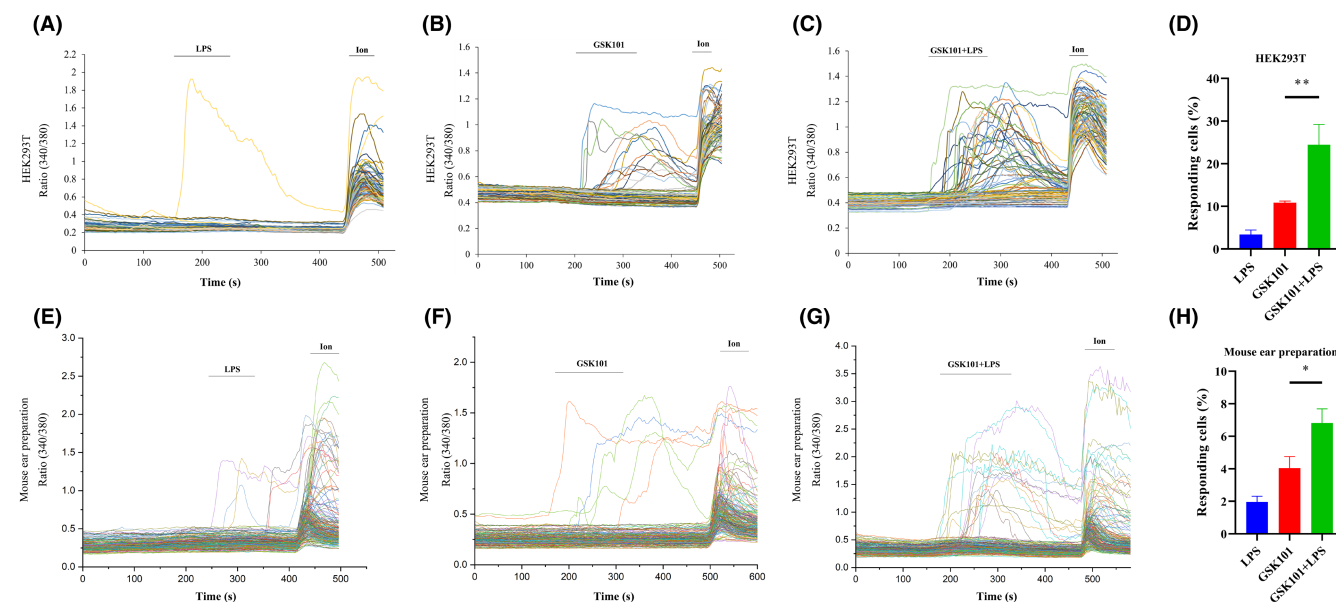 (A)
LPS
Ion
HEK293T
Ratio (340/380)
2.2
2
1.8
1.6
1.4
1.2
1
0.8
0.6
0.4
0.2
0
0 100 200 300 400 500
Time (s)
(B)
GSK101
Ion
HEK293T
Ratio (340/380)
1.6
1.4
1.2
1
0.8
0.6
0.4
0.2
0
0 100 200 300 400 500
Time (s)
(C)
GSK101+LPS
Ion
HEK293T
Ratio (340/380)
1.6
1.4
1.2
1
0.8
0.6
0.4
0.2
0
0 100 200 300 400 500
Time (s)
(D)
HEK293T
**
Responding cells (%)
40
30
20
10
0
LPS
GSK101
GSK101+LPS
(E)
LPS
Ion
Mouse ear preparation
Ratio (340/380)
3.0
2.5
2.0
1.5
1.0
0.5
0.0
0 100 200 300 400 500
Time (s)
(F)
GSK101
Ion
Mouse ear preparation
Ratio (340/380)
2.0
1.5
1.0
0.5
0.0
0 100 200 300 400 500 600
Time (s)
(G)
GSK101+LPS
Ion
Mouse ear preparation
Ratio (340/380)
4.0
3.5
3.0
2.5
2.0
1.5
1.0
0.5
0.0
0 100 200 300 400 500
Time (s)
(H)
Mouse ear preparation
*
Responding cells (%)
10
8
6
4
2
0
LPS
GSK101
GSK101+LPS